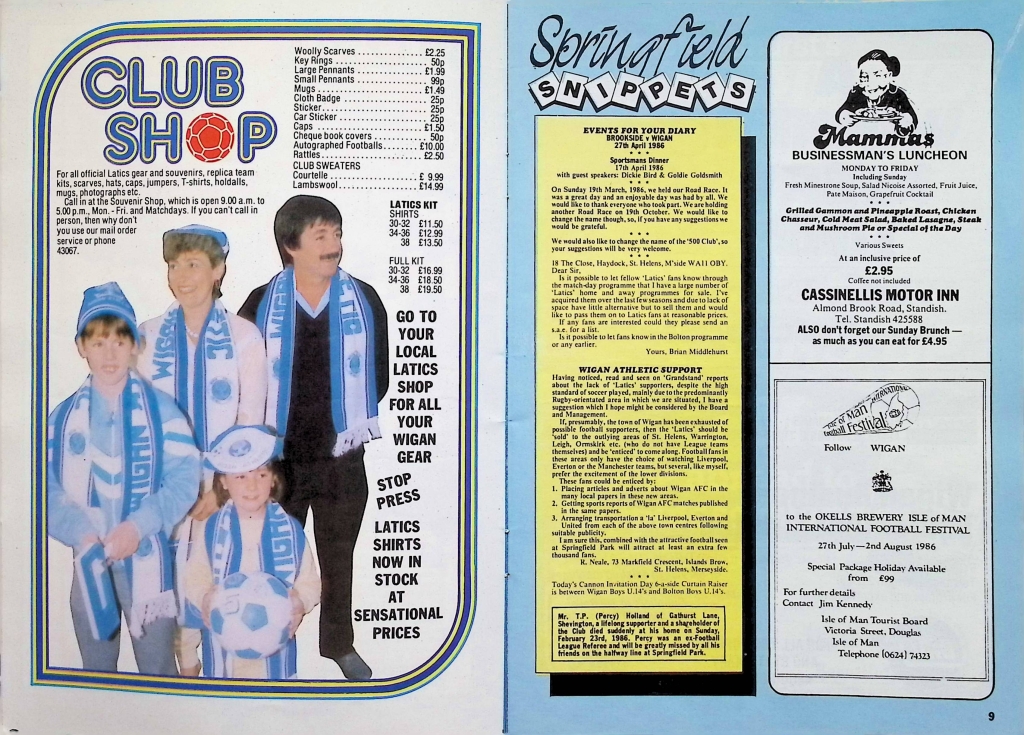 CLUB
SHOP
Woolly Scarves .................. £2.25
Key Rings .................. 50p
Large Pennants .................. £1.99
Small Pennants .................. 99p
Mugs .................. £1.49
Cloth Badge .................. 25p
Sticker .................. 25p
Car Sticker .................. 25p
Caps .................. £1.50
Cheque book covers .................. 50p
Autographed Footballs .......... £10.00
Rattles .................. £2.50
CLUB SWEATERS
Courtelle .................. £ 9.99
Lambswool .................. £14.99
For all official Latics gear and souvenirs, replica team
kits, scarves, hats, caps, jumpers, T-shirts, holdalls,
mugs, photographs etc.
Call in at the Souvenir Shop, which is open 9.00 a.m. to
5.00 p.m., Mon. - Fri. and Matchdays. If you can't call in
person, then why don't
you use our mail order
service or phone
43067.
LATICS KIT
SHIRTS
30-32 £11.50
34-36 £12.99
38 £13.50
FULL KIT
30-32 £16.99
34-36 £18.50
38 £19.50
GO TO
YOUR
LOCAL
LATICS
SHOP
FOR ALL
YOUR
WIGAN
GEAR
STOP
PRESS
LATICS
SHIRTS
NOW IN
STOCK
AT
SENSATIONAL
PRICES
Springfield
SNIPPETS
EVENTS FOR YOUR DIARY
BROOKSIDE v WIGAN
27th April 1986
* * *
Sportsmans Dinner
17th April 1986
with guest speakers: Dickie Bird & Goldie Goldsmith
* * *
On Sunday 19th March, 1986, we held our Road Race. It
was a great day and an enjoyable day was had by all. We
would like to thank everyone who took part. We are holding
another Road Race on 19th October. We would like to
change the name though, so, if you have any suggestions we
would be grateful.
* * *
We would also like to change the name of the '500 Club', so
your suggestions will be very welcome.
* * *
18 The Close, Haydock, St. Helens, M'side WA11 OBY.
Dear Sir,
Is it possible to let fellow 'Latics' fans know through
the match-day programme that I have a large number of
'Latics' home and away programmes for sale. I've
acquired them over the last few seasons and due to lack of
space have little alternative but to sell them and would
like to pass them on to Latics fans at reasonable prices.
If any fans are interested could they please send an
s.a.e. for a list.
Is it possible to let fans know in the Bolton programme
or any earlier.
Yours, Brian Middlehurst
WIGAN ATHLETIC SUPPORT
Having noticed, read and seen on 'Grandstand' reports
about the lack of 'Latics' supporters, despite the high
standard of soccer played, mainly due to the predominantly
Rugby-orientated area in which we are situated, I have a
suggestion which I hope might be considered by the Board
and Management.
If, presumably, the town of Wigan has been exhausted of
possible football supporters, then the 'Latics' should be
'sold' to the outlying areas of St. Helens, Warrington,
Leigh, Ormskirk etc. (who do not have League teams
themselves) and be 'enticed' to come along. Football fans in
these areas only have the choice of watching Liverpool,
Everton or the Manchester teams, but several, like myself,
prefer the excitement of the lower divisions.
These fans could be enticed by:
1. Placing articles and adverts about Wigan AFC in the
many local papers in these new areas.
2. Getting sports reports of Wigan AFC matches published
in the same papers.
3. Arranging transportation a 'la' Liverpool, Everton and
United from each of the above town centres following
suitable publicity.
I am sure this, combined with the attractive football seen
at Springfield Park will attract at least an extra few
thousand fans.
R. Neale, 73 Markfield Crescent, Islands Brow,
St. Helens, Merseyside.
* * *
Today's Cannon Invitation Day 6-a-side Curtain Raiser
is between Wigan Boys U.14's and Bolton Boys U.14's.
Mr. T.P. (Percy) Holland of Gathurst Lane,
Shevington, a lifelong supporter and a shareholder of
the Club died suddenly at his home on Sunday,
February 23rd, 1986. Percy was an ex-Football
League Referee and will be greatly missed by all his
friends on the halfway line at Springfield Park.
Mammas
BUSINESSMAN'S LUNCHEON
MONDAY TO FRIDAY
Including Sunday
Fresh Minestrone Soup, Salad Nicoise Assorted, Fruit Juice,
Pate Maison, Grapefruit Cocktail
* * *
Grilled Gammon and Pineapple Roast, Chicken
Chasseur, Cold Meat Salad, Baked Lasagne, Steak
and Mushroom Pie or Special of the Day
* * *
Various Sweets
At an inclusive price of
£2.95
Coffee not included
CASSINELLIS MOTOR INN
Almond Brook Road, Standish.
Tel. Standish 425588
ALSO don't forget our Sunday Brunch —
as much as you can eat for £4.95
Isle of Man INTERNATIONAL
Football Festival
Follow WIGAN
to the OKELLS BREWERY ISLE of MAN
INTERNATIONAL FOOTBALL FESTIVAL
27th July—2nd August 1986
Special Package Holiday Available
from £99
For further details
Contact Jim Kennedy
Isle of Man Tourist Board
Victoria Street, Douglas
Isle of Man
Telephone (0624) 74323
9